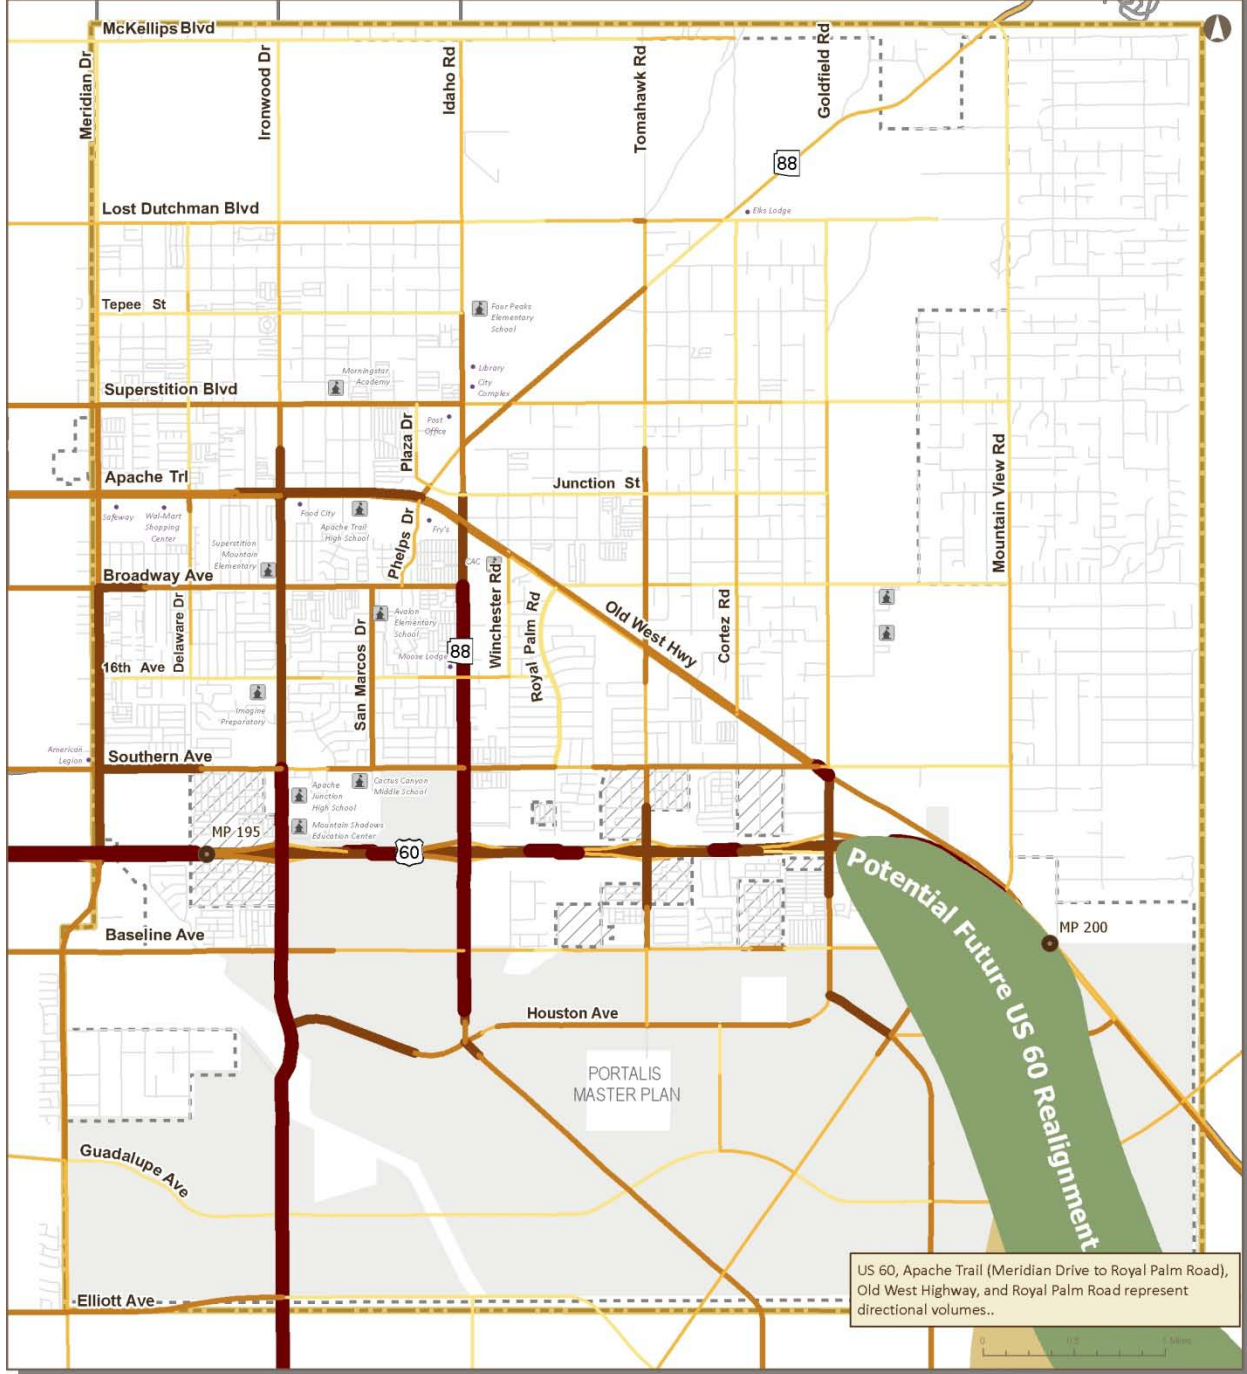 McKellips Blvd
Meridian Dr
Ironwood Dr
Idaho Rd
Tomahawk Rd
Goldfield Rd
88
Lost Dutchman Blvd
Elks Lodge
Tepee St
Four Peaks
Elementary
School
Morningstar
Academy
Library
City
Complex
Superstition Blvd
Plaza Dr
Post
Office
Mountain View Rd
Apache Trl
Junction St
Safeway
Wal-Mart
Shopping
Center
Food City
Apache Trail
High School
Phelps Dr
Fry's
Superstition
Mountain
Elementary
CAC
Broadway Ave
Delaware Dr
San Marcos Dr
Avalon
Elementary
School
Winchester Rd
Royal Palm Rd
Old West Hwy
Cortez Rd
16th Ave
Moose Lodge
88
Imagine
Preparatory
American
Legion
Southern Ave
Apache
Junction
High School
Cactus Canyon
Middle School
Mountain Shadows
Education Center
MP 195
60
Potential Future US 60 Realignment
MP 200
Baseline Ave
Houston Ave
PORTALIS
MASTER PLAN
Guadalupe Ave
Elliott Ave
US 60, Apache Trail (Meridian Drive to Royal Palm Road),
Old West Highway, and Royal Palm Road represent
directional volumes..
0 0.5 1 Miles